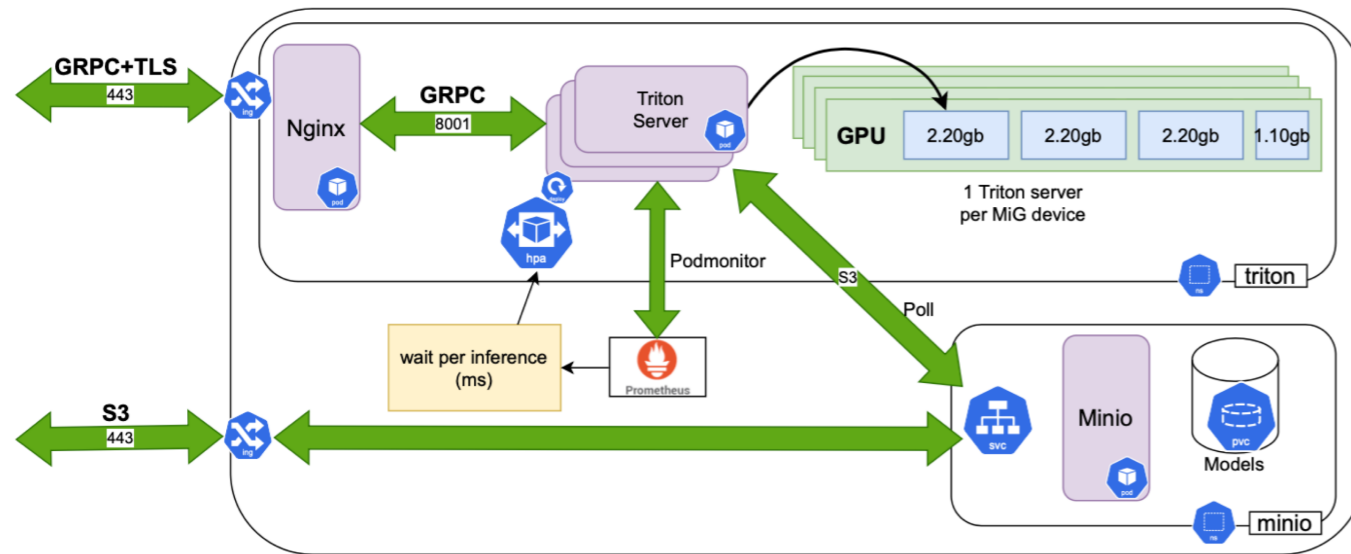 GRPC+TLS
443
ing
Nginx
pod
GRPC
8001
Triton
Server
pod
deploy
hpa
GPU
2.20gb
2.20gb
2.20gb
1.10gb
1 Triton server
per MiG device
ns
triton
Podmonitor
S3
Poll
wait per inference
(ms)
Prometheus
S3
443
ing
svc
Minio
pod
pvc
Models
ns
minio